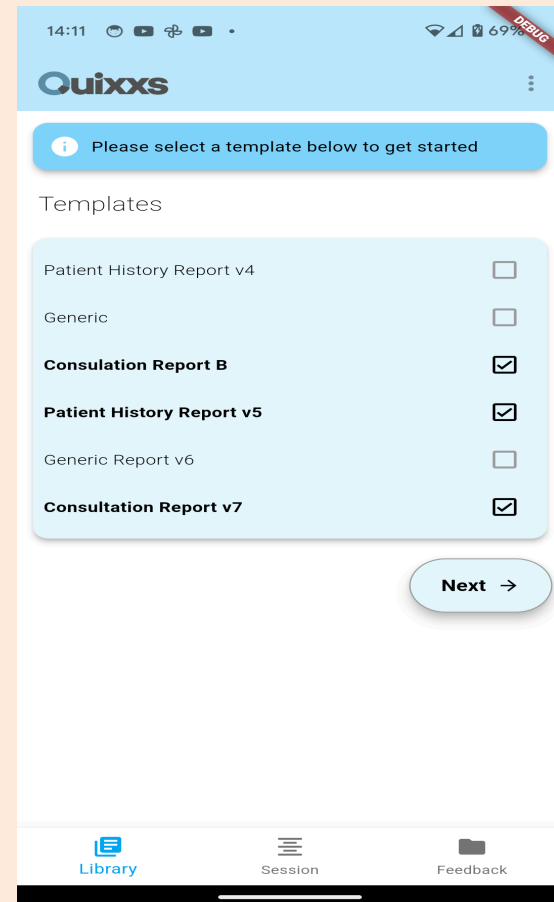 14:11
69%
DEBUG
Quixxs
Please select a template below to get started
Templates
Patient History Report v4
Generic
Consulation Report B
Patient History Report v5
Generic Report v6
Consultation Report v7
Next →
Library
Session
Feedback